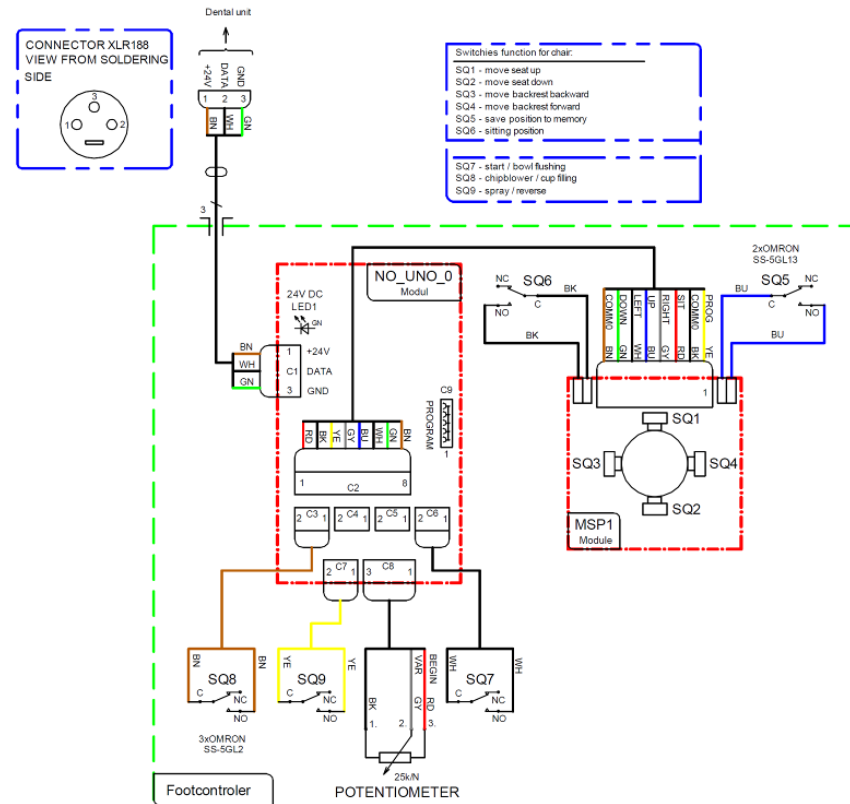 Dental unit
CONNECTOR XLR188
VIEW FROM SOLDERING
SIDE
3
1
2
+24V
DATA
GND
1 2 3
BN
WH
GN
Switchies function for chair:
SQ1 - move seat up
SQ2 - move seat down
SQ3 - move backrest backward
SQ4 - move backrest forward
SQ5 - save position to memory
SQ6 - sitting position
SQ7 - start / bowl flushing
SQ8 - chipblower / cup filling
SQ9 - spray / reverse
3
NO_UNO_0
Modul
24V DC
LED1
GN
BN
WH
GN
1 +24V
C1 DATA
3 GND
C9
PROGRAM
1
RD
BK
YE
GY
BU
WH
GN
BN
1 C2 8
2 C3 1
2 C4 1
2 C5 1
2 C6 1
2 C7 1
3 C8 1
NC
SQ6
C
BK
NO
BK
2xOMRON
SS-5GL13
BU
SQ5
NC
C
NO
BU
COMM0
DOWN
LEFT
UP
RIGHT
SIT
COMM0
PROG
BN
GN
WH
BU
GY
RD
BK
YE
1
SQ1
SQ3
SQ4
SQ2
MSP1
Module
BN
BN
SQ8
C
NC
NO
3xOMRON
SS-5GL2
YE
YE
SQ9
C
NC
NO
BK
VAR
GY
BEGIN
RD
1.
2.
3.
25k/N
POTENTIOMETER
WH
WH
SQ7
C
NC
NO
Footcontroler